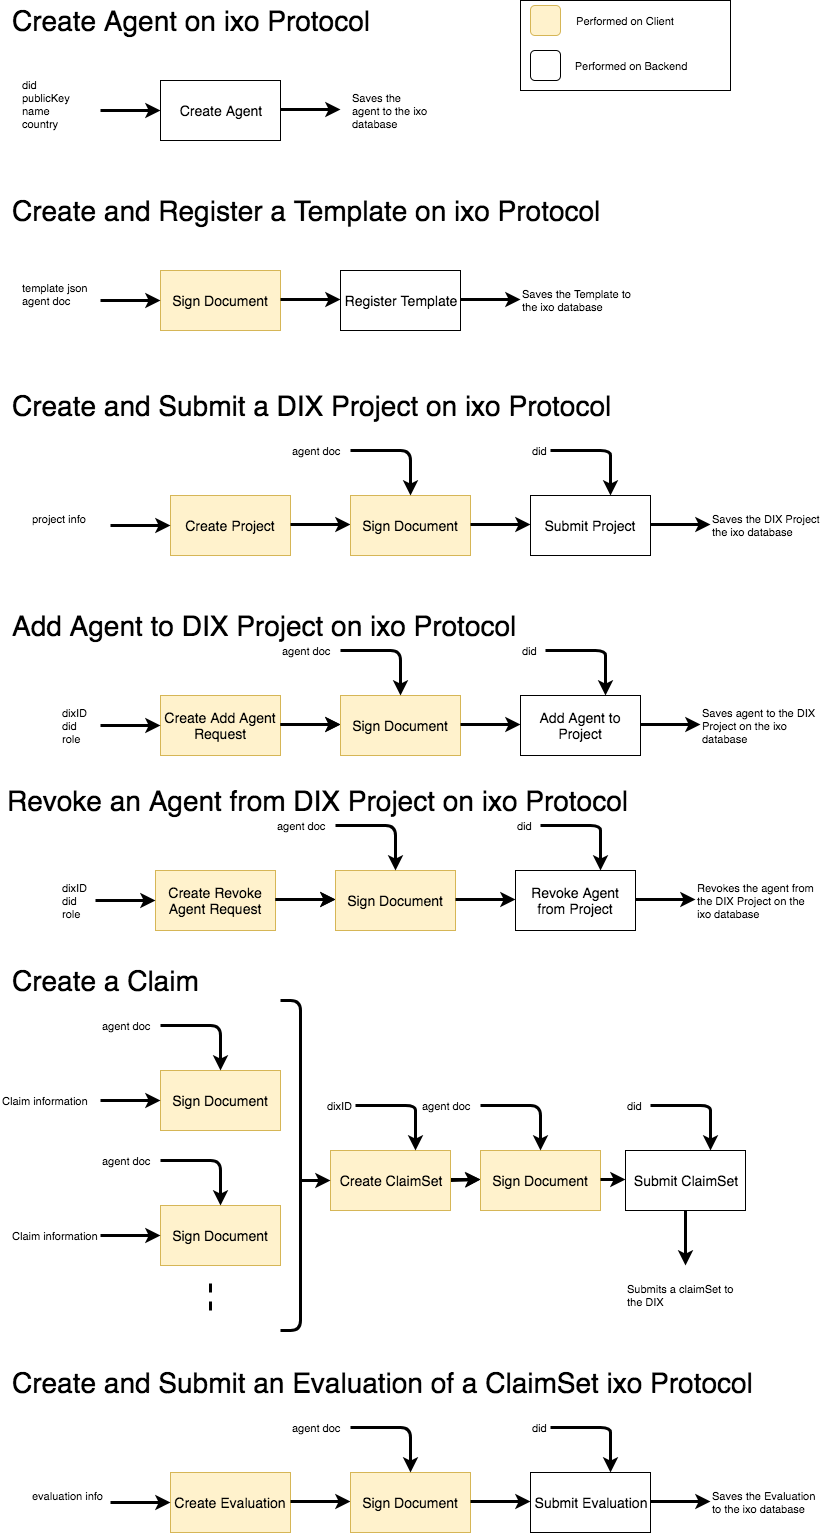 Create Agent on ixo Protocol
Performed on Client
Performed on Backend
did
publicKey
name
country
Create Agent
Saves the
agent to the ixo
database
Create and Register a Template on ixo Protocol
template json
agent doc
Sign Document
Register Template
Saves the Template to
the ixo database
Create and Submit a DIX Project on ixo Protocol
agent doc
did
project info
Create Project
Sign Document
Submit Project
Saves the DIX Project
the ixo database
Add Agent to DIX Project on ixo Protocol
agent doc
did
dixID
did
role
Create Add Agent
Request
Sign Document
Add Agent to
Project
Saves agent to the DIX
Project on the ixo
database
Revoke an Agent from DIX Project on ixo Protocol
agent doc
did
dixID
did
role
Create Revoke
Agent Request
Sign Document
Revoke Agent
from Project
Revokes the agent from
the DIX Project on the
ixo database
Create a Claim
agent doc
Claim information
Sign Document
agent doc
Claim information
Sign Document
dixID
agent doc
did
Create ClaimSet
Sign Document
Submit ClaimSet
Submits a claimSet to
the DIX
Create and Submit an Evaluation of a ClaimSet ixo Protocol
agent doc
did
evaluation info
Create Evaluation
Sign Document
Submit Evaluation
Saves the Evaluation
to the ixo database